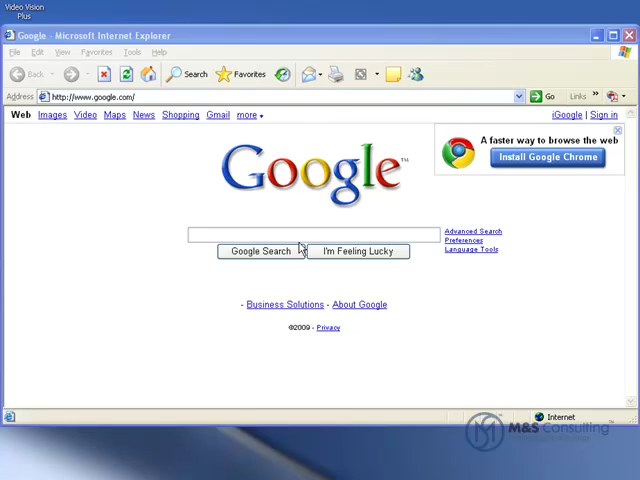 Video Vision
Plus
Google - Microsoft Internet Explorer
File Edit View Favorites Tools Help
Back Search Favorites
Address http://www.google.com/ Go Links »
Web Images Video Maps News Shopping Gmail more iGoogle | Sign in
A faster way to browse the web
Install Google Chrome
Google™
Advanced Search
Preferences
Language Tools
Google Search I'm Feeling Lucky
- Business Solutions - About Google
©2009 - Privacy
Internet
M&S Consulting